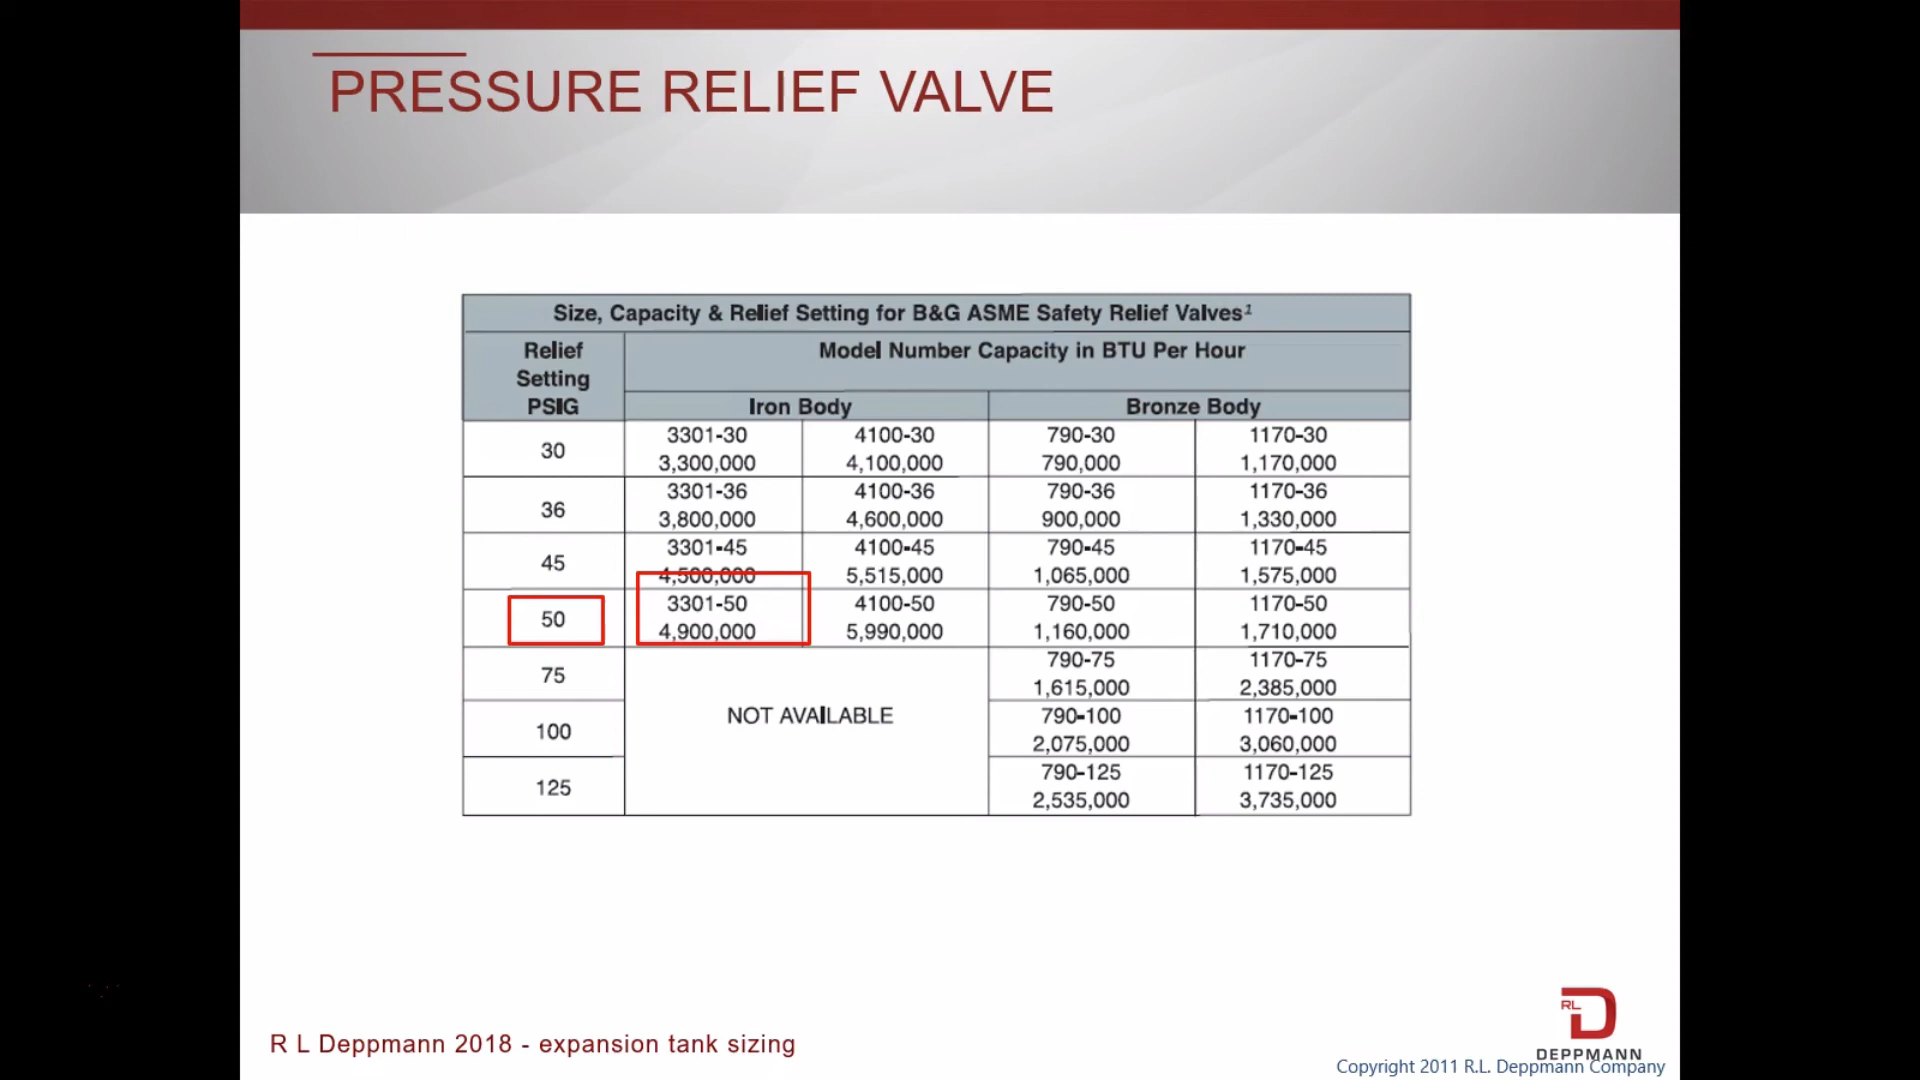 PRESSURE RELIEF VALVE
Size, Capacity & Relief Setting for B&G ASME Safety Relief Valves1
Relief Setting PSIG
Model Number Capacity in BTU Per Hour
Iron Body Bronze Body
30
3301-30 4100-30 790-30 1170-30
3,300,000 4,100,000 790,000 1,170,000
36
3301-36 4100-36 790-36 1170-36
3,800,000 4,600,000 900,000 1,330,000
45
3301-45 4100-45 790-45 1170-45
4,500,000 5,515,000 1,065,000 1,575,000
50
3301-50 4100-50 790-50 1170-50
4,900,000 5,990,000 1,160,000 1,710,000
75
790-75 1170-75
1,615,000 2,385,000
NOT AVAILABLE
100
790-100 1170-100
2,075,000 3,060,000
125
790-125 1170-125
2,535,000 3,735,000
R L Deppmann 2018 - expansion tank sizing
RL D
DEPPMANN
Copyright 2011 R.L. Deppmann Company